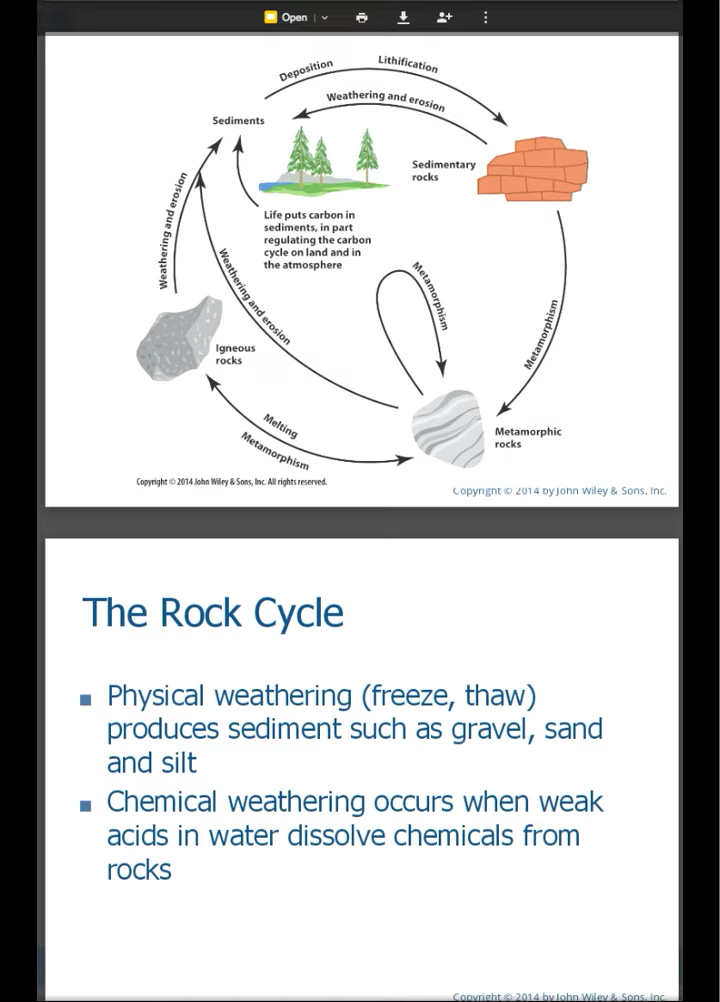 Open
Deposition
Lithification
Weathering and erosion
Sediments
Sedimentary
rocks
Life puts carbon in
sediments, in part
regulating the carbon
cycle on land and in
the atmosphere
Weathering and erosion
Weathering and erosion
Metamorphism
Metamorphism
Igneous
rocks
Melting
Metamorphism
Metamorphic
rocks
Copyright © 2014 John Wiley & Sons, Inc. All rights reserved.
Copyright © 2014 by John Wiley & Sons, Inc.
The Rock Cycle
Physical weathering (freeze, thaw)
produces sediment such as gravel, sand
and silt
Chemical weathering occurs when weak
acids in water dissolve chemicals from
rocks
Copyright © 2014 by John Wiley & Sons, Inc.